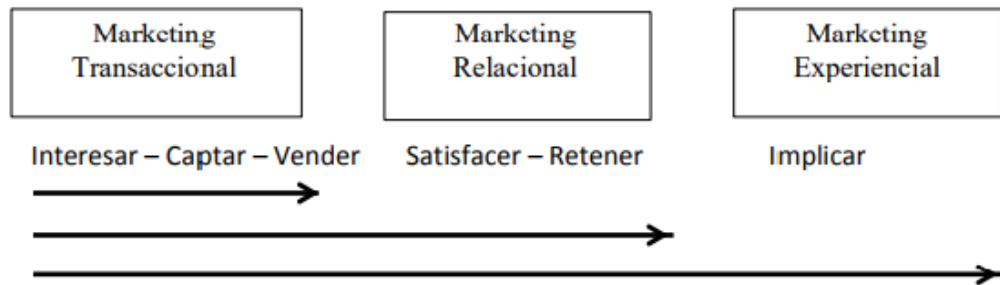 Marketing
Transaccional
Marketing
Relacional
Marketing
Experiencial
Interesar – Captar – Vender
Satisfacer – Retener
Implicar